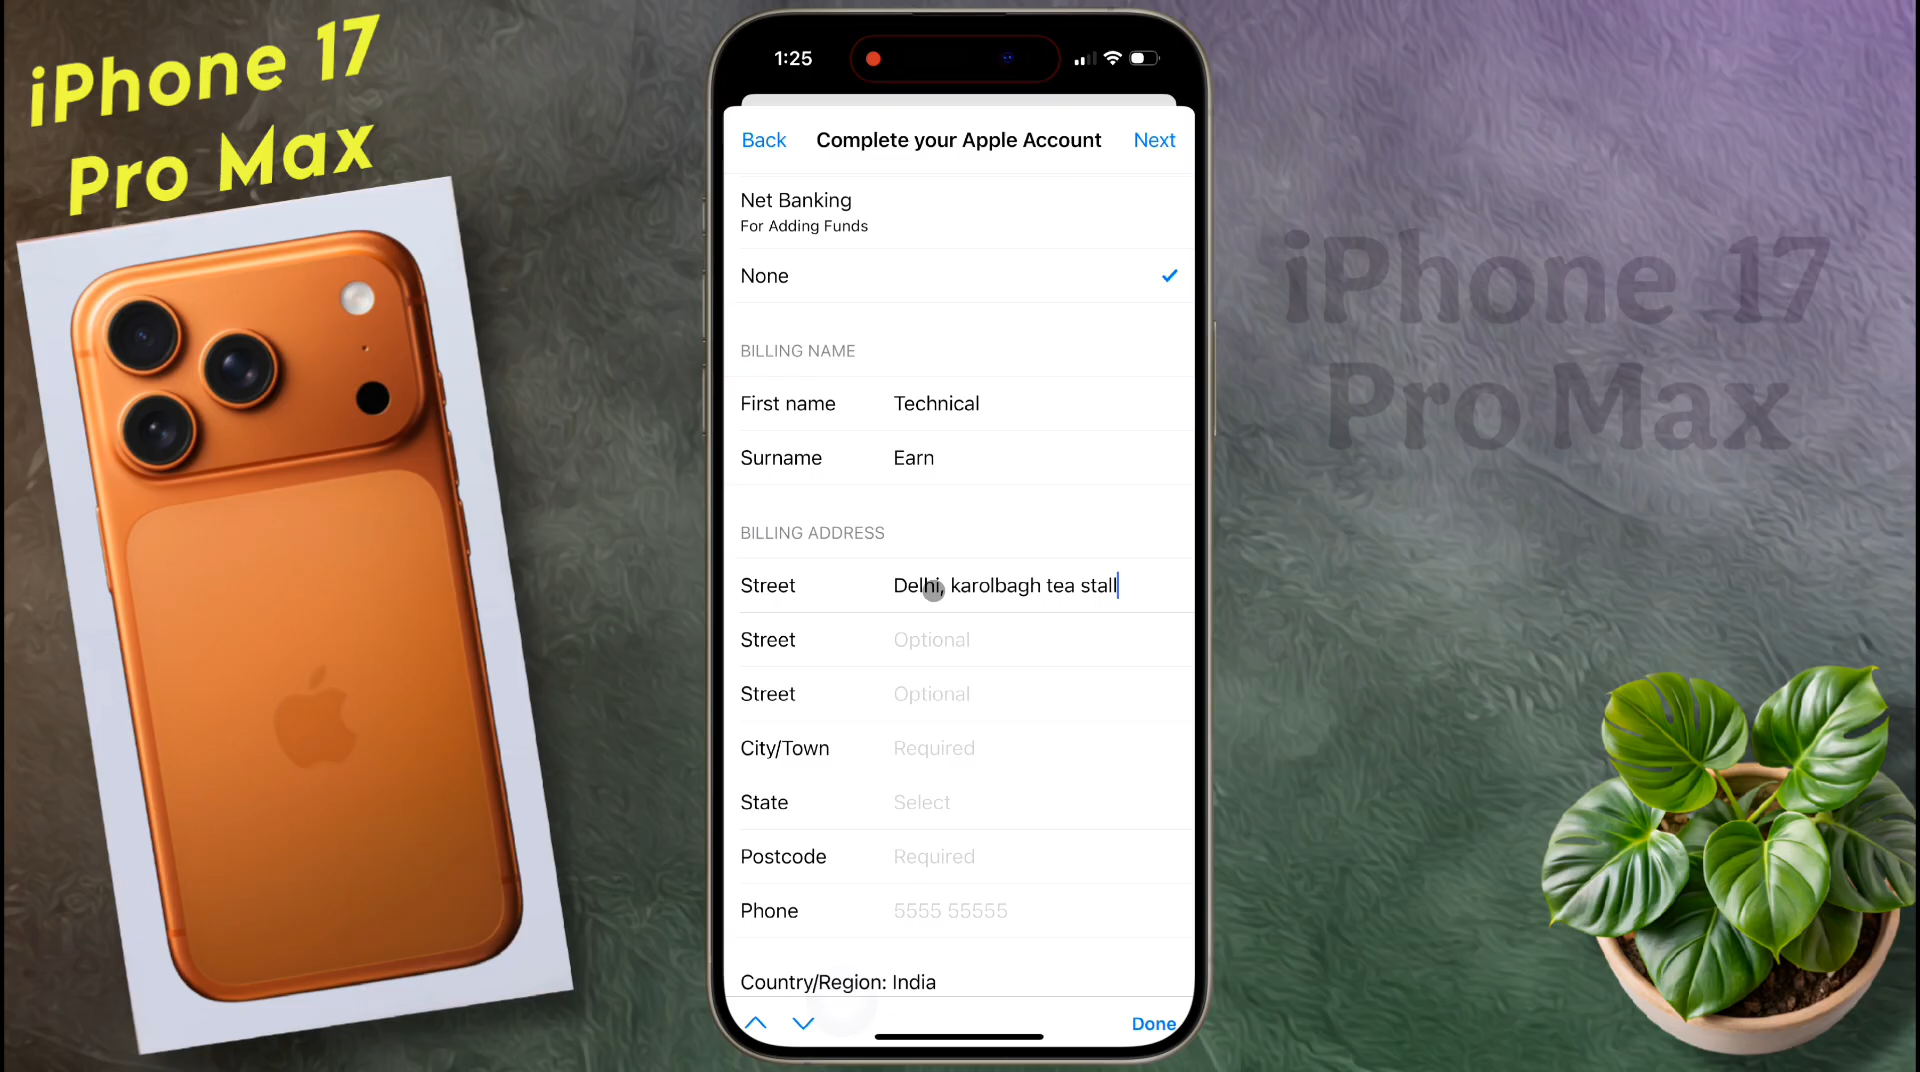 iPhone 17
Pro Max
1:25
Back
Complete your Apple Account
Next
Net Banking
For Adding Funds
None
BILLING NAME
First name
Technical
Surname
Earn
BILLING ADDRESS
Street
Delhi, karolbagh tea stall
Street
Optional
Street
Optional
City/Town
Required
State
Select
Postcode
Required
Phone
5555 55555
Country/Region: India
Done
iPhone 17
Pro Max